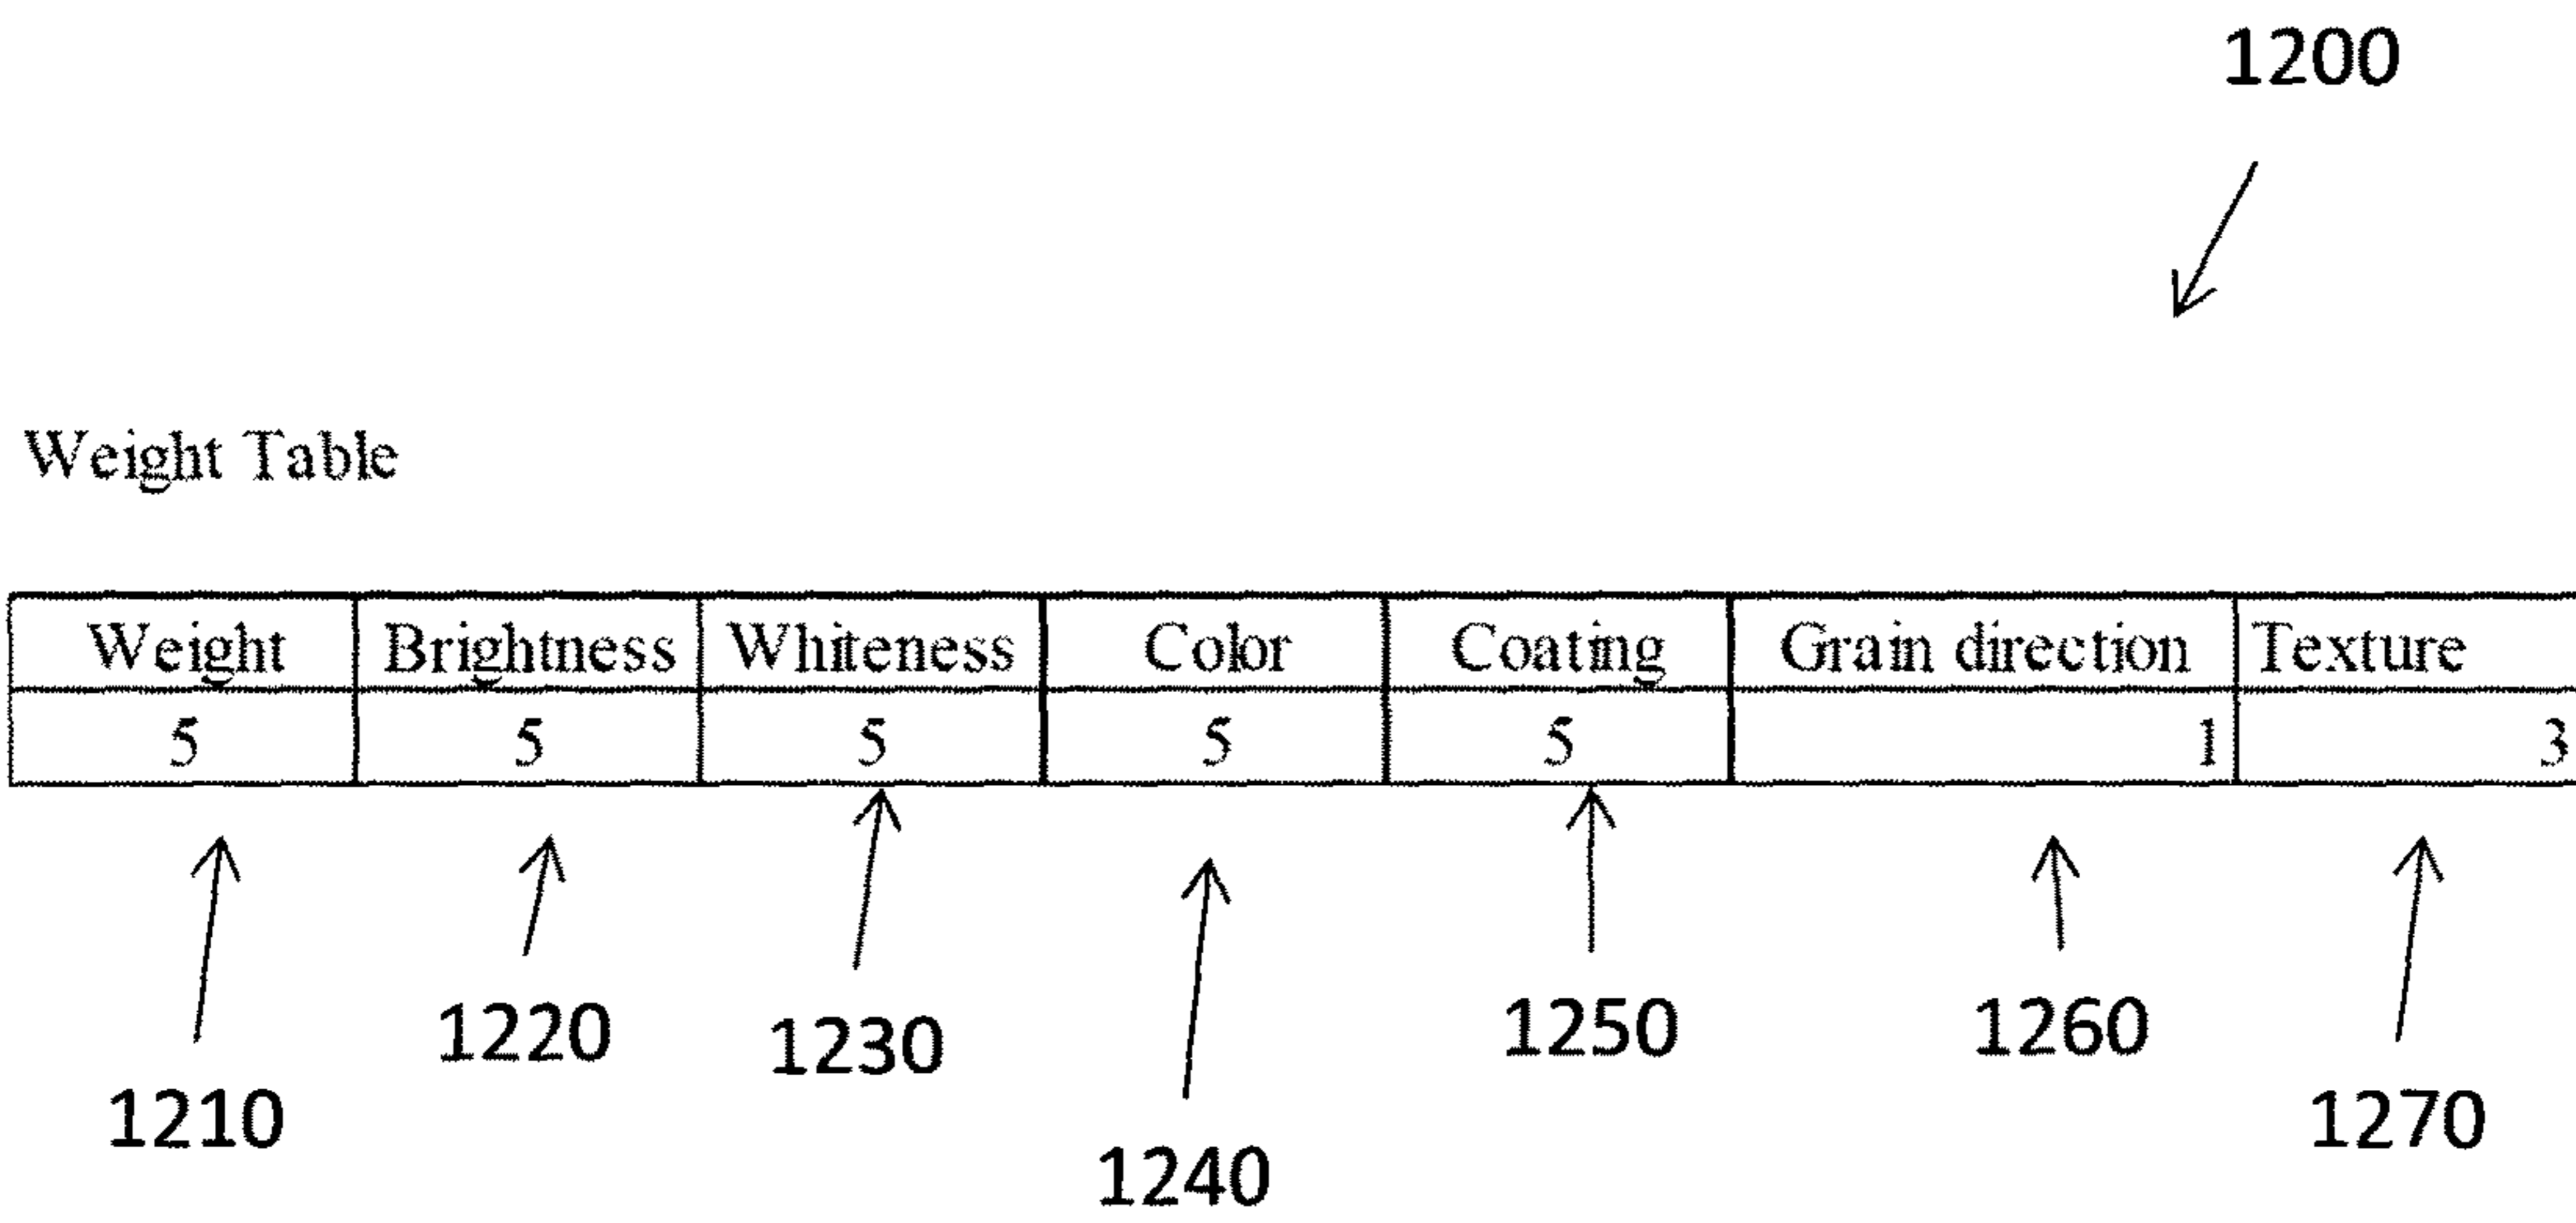 1200
Weight Table
Weight Brightness Whiteness Color Coating Grain direction Texture
5 5 5 5 5 1 3
1210 1220 1230 1240 1250 1260 1270